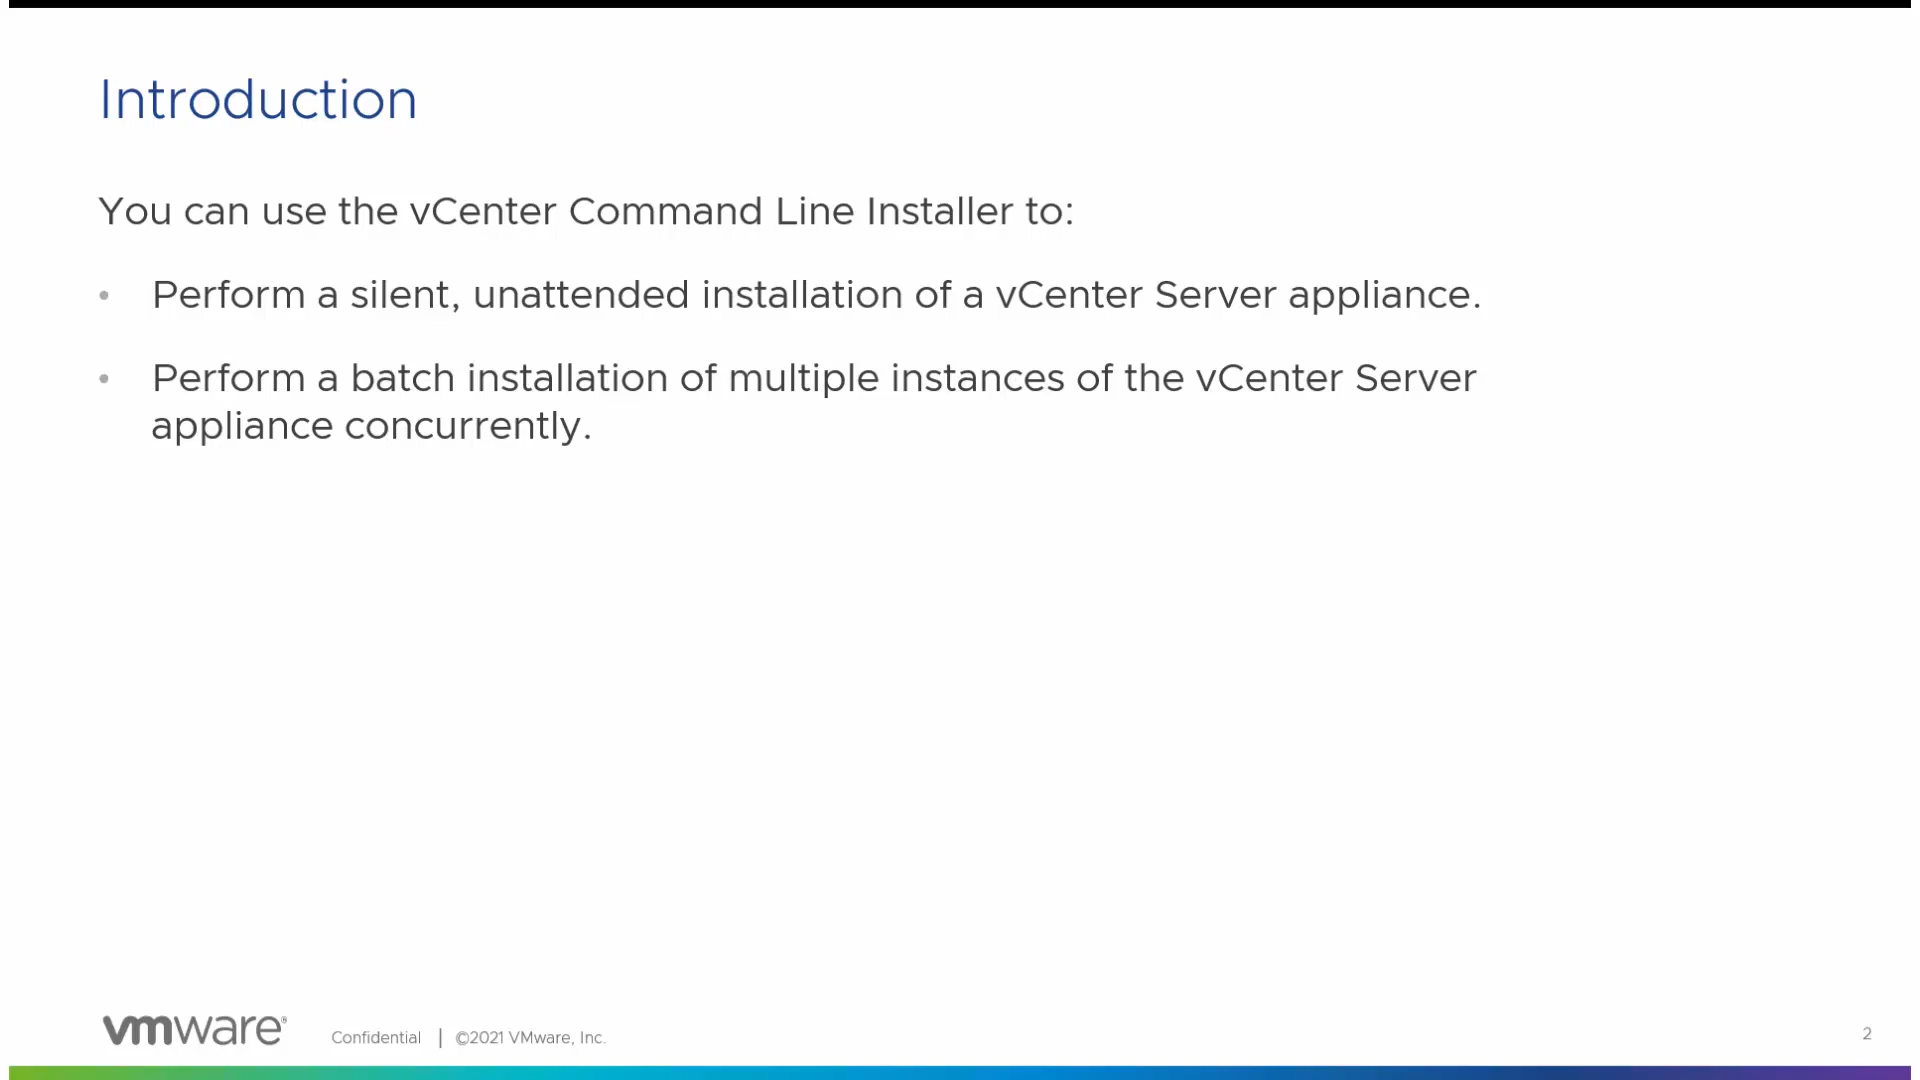 Introduction
You can use the vCenter Command Line Installer to:
• Perform a silent, unattended installation of a vCenter Server appliance.
• Perform a batch installation of multiple instances of the vCenter Server
appliance concurrently.
vmware® Confidential | ©2021 VMware, Inc. 2